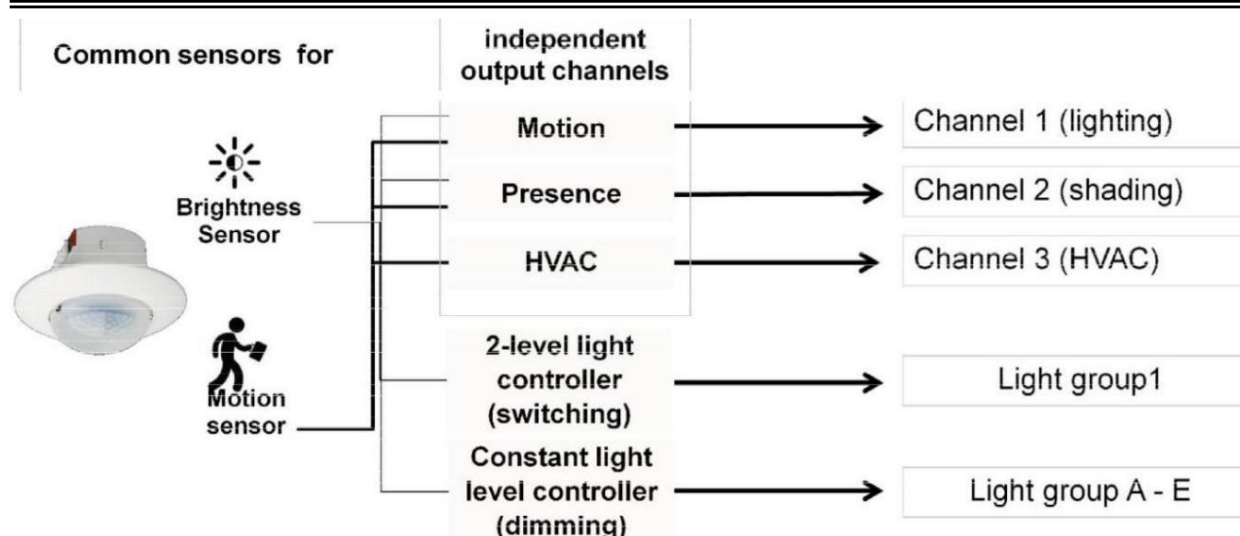 Common sensors for
independent
output channels
Motion
Channel 1 (lighting)
Brightness
Sensor
Presence
Channel 2 (shading)
HVAC
Channel 3 (HVAC)
Motion
sensor
2-level light
controller
(switching)
Light group1
Constant light
level controller
(dimming)
Light group A - E